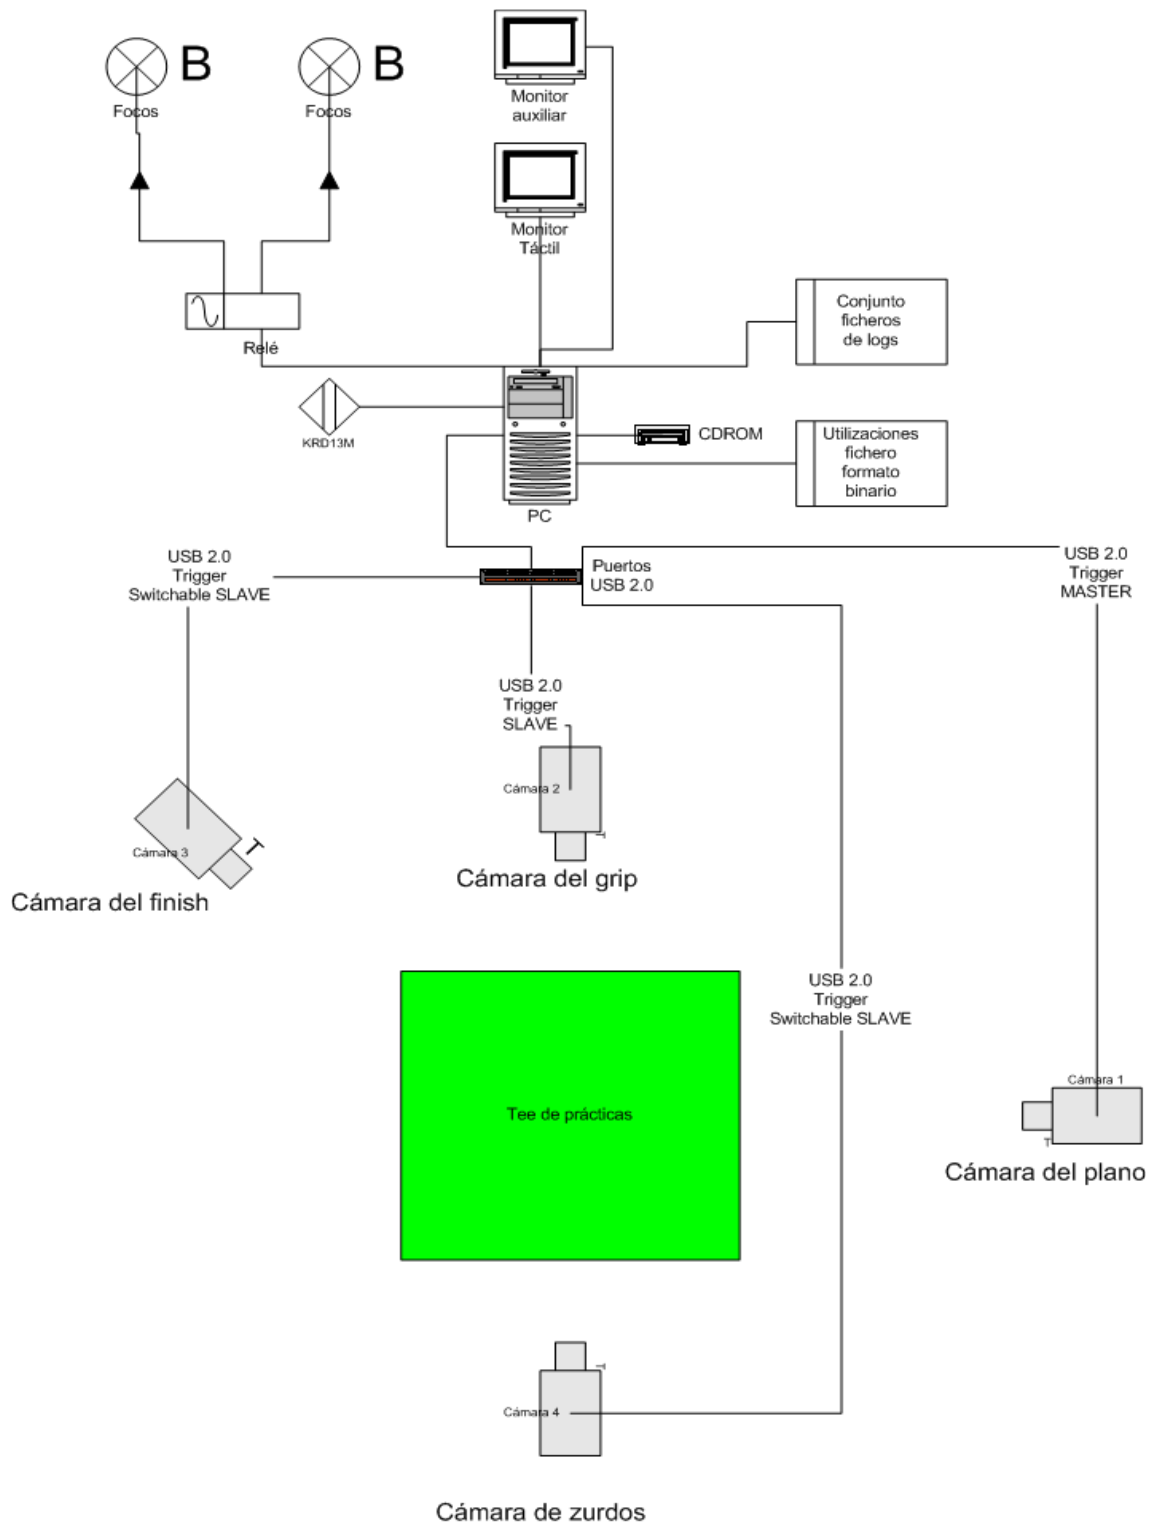 B
B
Focos
Focos
Monitor
auxiliar
Monitor
Táctil
Relé
Conjunto
ficheros
de logs
KRD13M
CDROM
Utilizaciones
fichero
formato
binario
PC
USB 2.0
Trigger
Switchable SLAVE
Puertos
USB 2.0
USB 2.0
Trigger
MASTER
USB 2.0
Trigger
SLAVE
Cámara 2
T
Cámara del grip
Cámara 3
T
Cámara del finish
USB 2.0
Trigger
Switchable SLAVE
Tee de prácticas
Cámara 1
T
Cámara del plano
T
Cámara 4
Cámara de zurdos